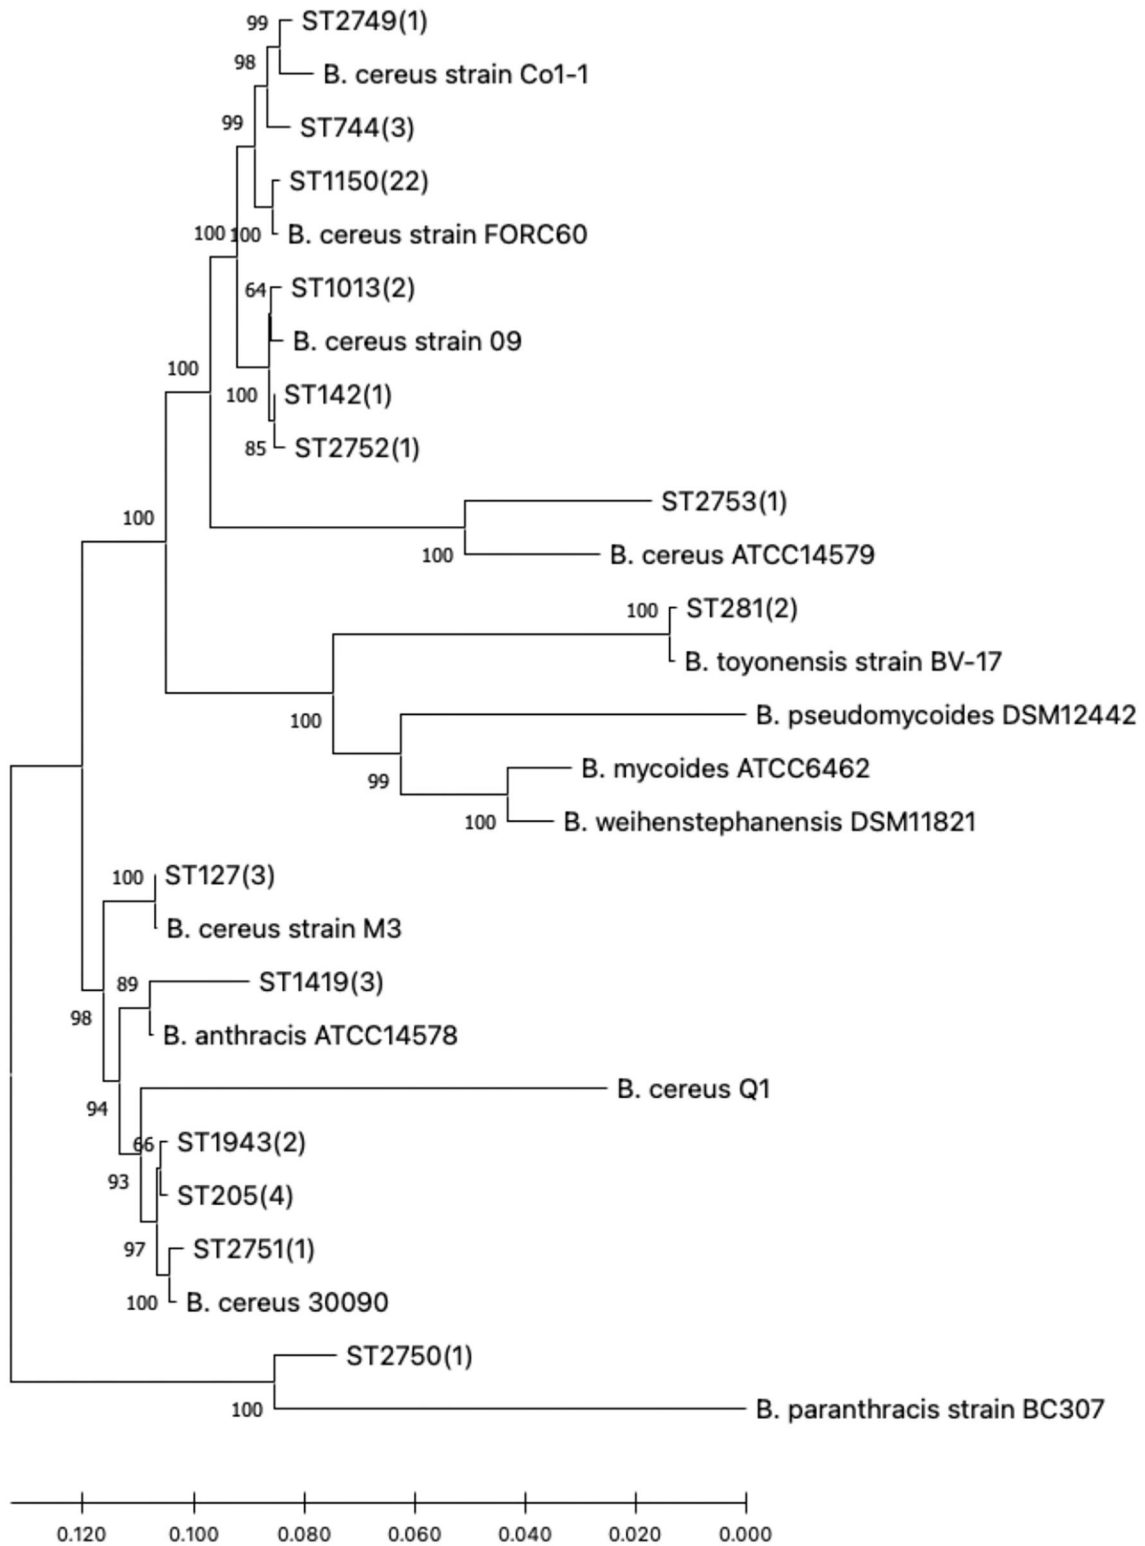 99 ST2749(1)
98 B. cereus strain Co1-1
99 ST744(3)
ST1150(22)
100 100 B. cereus strain FORC60
64 ST1013(2)
B. cereus strain 09
100
100 ST142(1)
85 ST2752(1)
ST2753(1)
100
100 B. cereus ATCC14579
100 ST281(2)
B. toyonensis strain BV-17
100 B. pseudomycoides DSM12442
99 B. mycoides ATCC6462
100 B. weihenstephanensis DSM11821
100 ST127(3)
B. cereus strain M3
89 ST1419(3)
98
B. anthracis ATCC14578
B. cereus Q1
94
66 ST1943(2)
93 ST205(4)
97 ST2751(1)
100 B. cereus 30090
ST2750(1)
100 B. paranthracis strain BC307
0.120 0.100 0.080 0.060 0.040 0.020 0.000